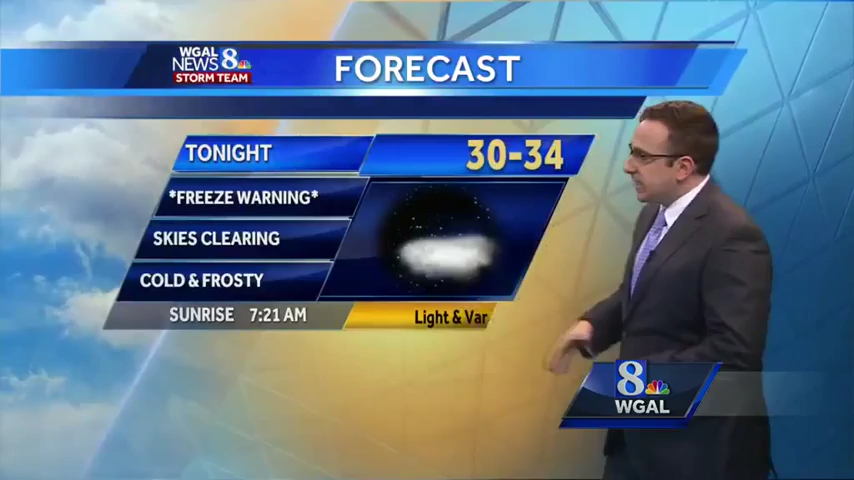 WGAL
NEWS 8
STORM TEAM
FORECAST
TONIGHT
30-34
*FREEZE WARNING*
SKIES CLEARING
COLD & FROSTY
SUNRISE 7:21 AM
Light & Var
8
WGAL